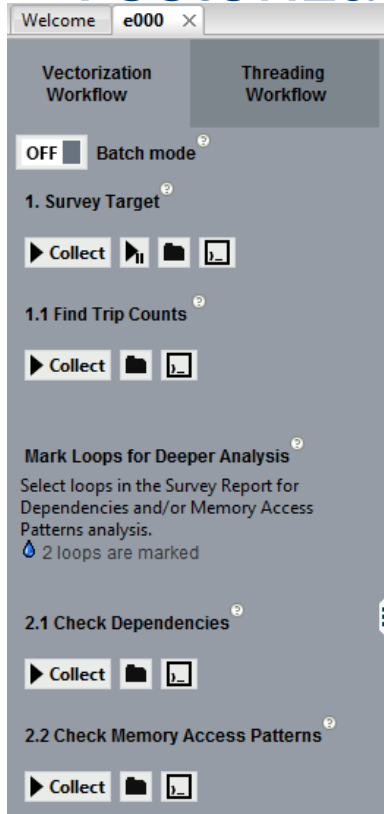 Welcome
e000
Vectorization
Workflow
Threading
Workflow
OFF
Batch mode
1. Survey Target
Collect
1.1 Find Trip Counts
Collect
Mark Loops for Deeper Analysis
Select loops in the Survey Report for
Dependencies and/or Memory Access
Patterns analysis.
2 loops are marked
2.1 Check Dependencies
Collect
2.2 Check Memory Access Patterns
Collect